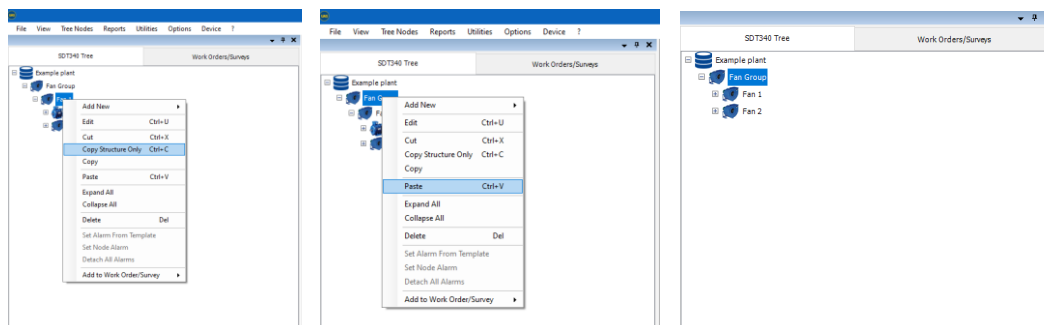 File View Tree Nodes Reports Utilities Options Device ?
SDT340 Tree Work Orders/Surveys
Example plant
Fan Group
Add New
Edit Ctrl+U
Cut Ctrl+X
Copy Structure Only Ctrl+C
Copy
Paste Ctrl+V
Expand All
Collapse All
Delete Del
Set Alarm From Template
Set Node Alarm
Detach All Alarms
Add to Work Order/Survey
File View Tree Nodes Reports Utilities Options Device ?
SDT340 Tree Work Orders/Surveys
Example plant
Add New
Edit Ctrl+U
Cut Ctrl+X
Copy Structure Only Ctrl+C
Copy
Paste Ctrl+V
Expand All
Collapse All
Delete Del
Set Alarm From Template
Set Node Alarm
Detach All Alarms
Add to Work Order/Survey
SDT340 Tree Work Orders/Surveys
Example plant
Fan Group
Fan 1
Fan 2